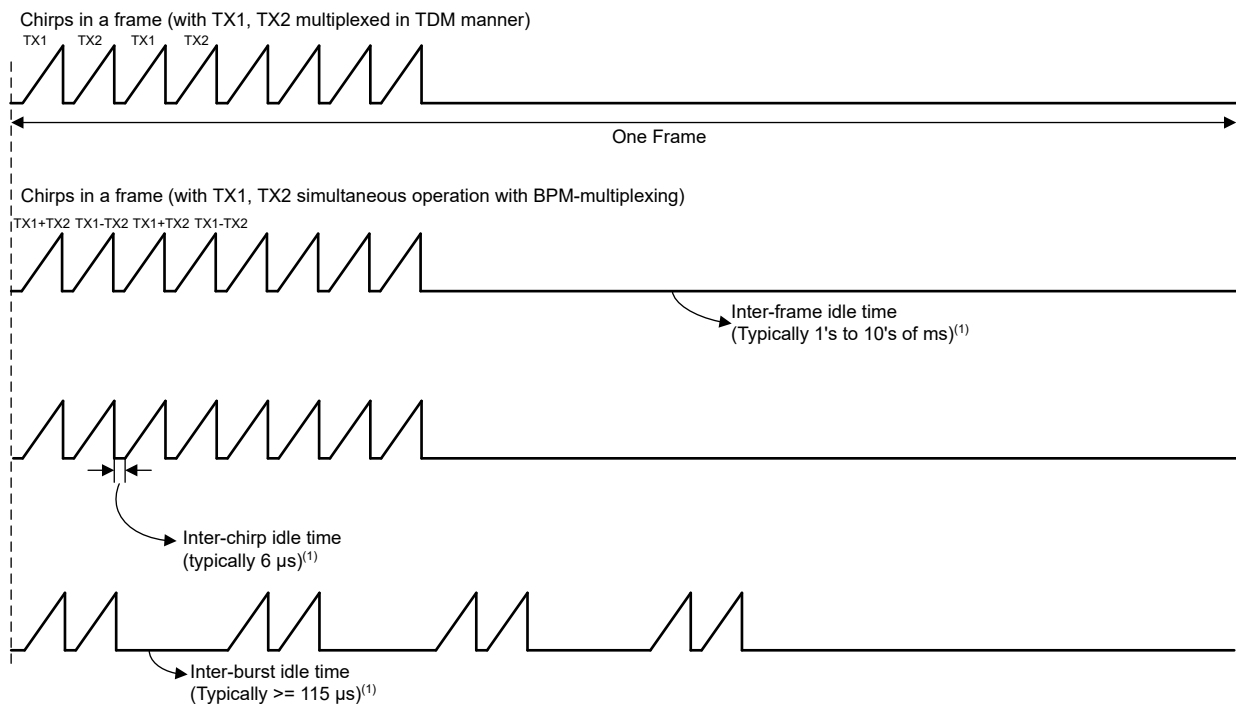 Chirps in a frame (with TX1, TX2 multiplexed in TDM manner)
TX1 TX2 TX1 TX2
One Frame
Chirps in a frame (with TX1, TX2 simultaneous operation with BPM-multiplexing)
TX1+TX2 TX1-TX2 TX1+TX2 TX1-TX2
Inter-frame idle time
(Typically 1's to 10's of ms)(1)
Inter-chirp idle time
(typically 6 µs)(1)
Inter-burst idle time
(Typically >= 115 µs)(1)